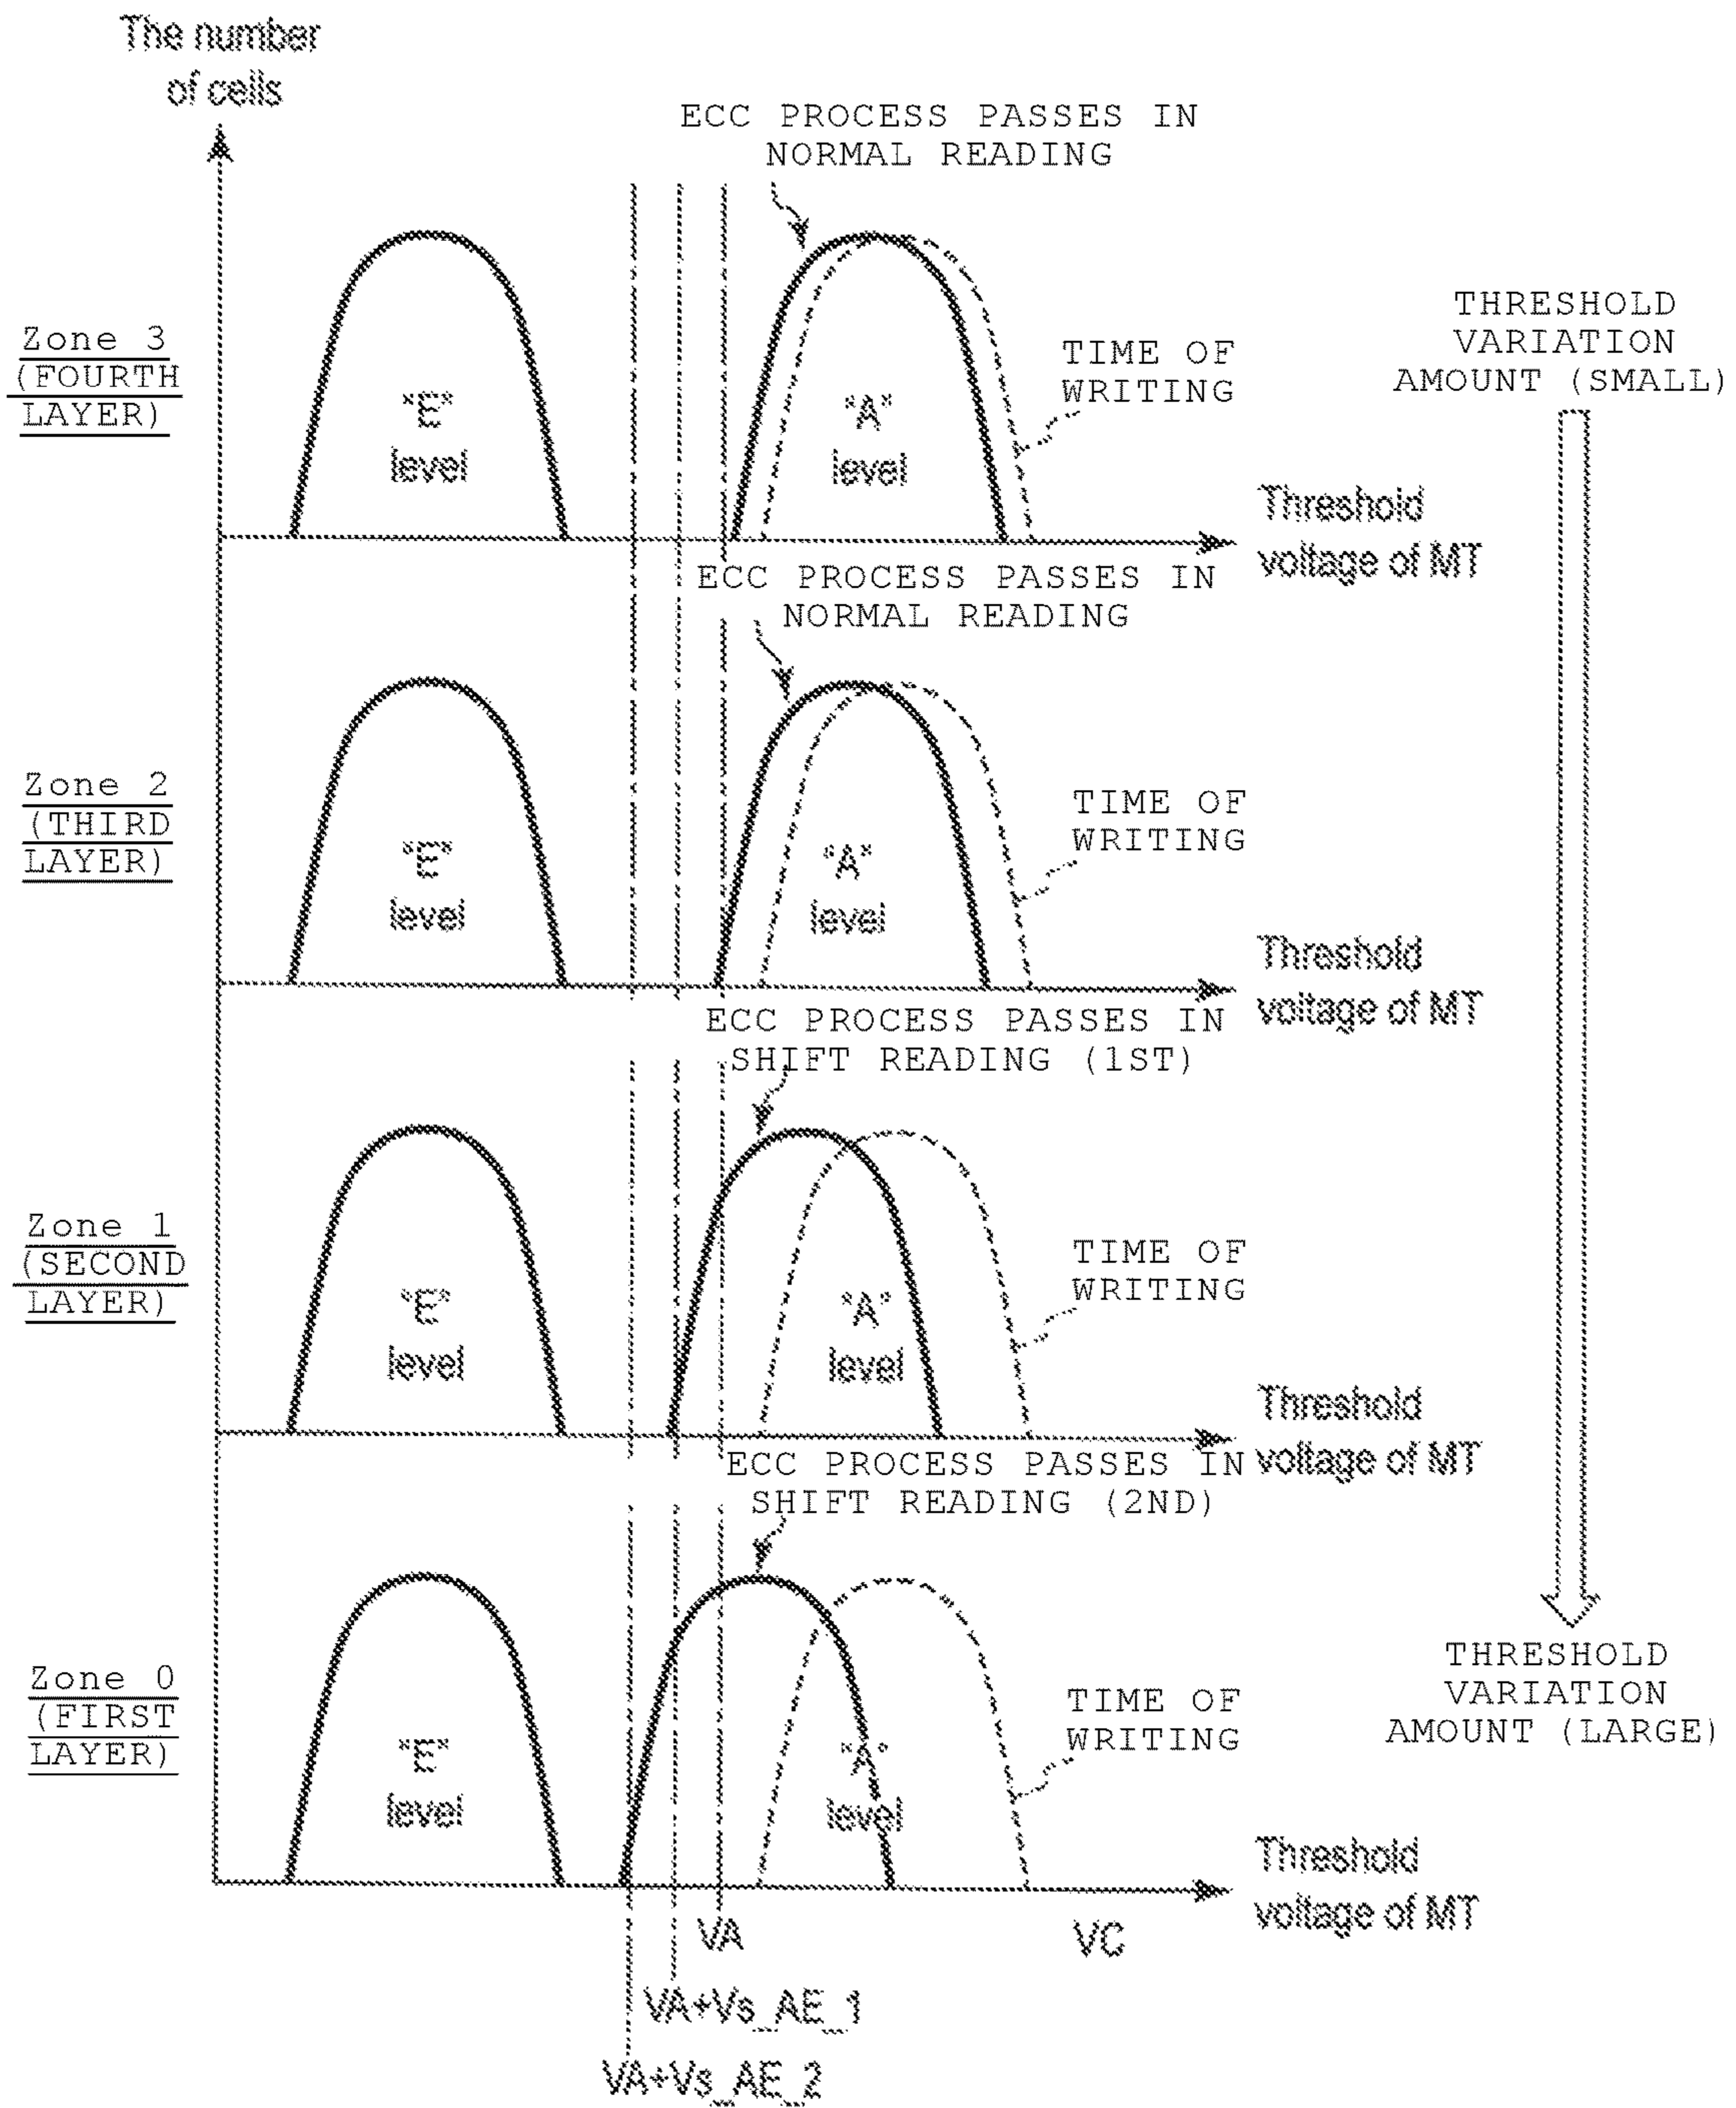 The number
of cells
ECC PROCESS PASSES IN
NORMAL READING
Zone 3
(FOURTH
LAYER)
"E"
level
"A"
level
TIME OF
WRITING
THRESHOLD
VARIATION
AMOUNT (SMALL)
Threshold
voltage of MT
ECC PROCESS PASSES IN
NORMAL READING
Zone 2
(THIRD
LAYER)
"E"
level
"A"
level
TIME OF
WRITING
Threshold
voltage of MT
ECC PROCESS PASSES IN
SHIFT READING (1ST)
Zone 1
(SECOND
LAYER)
"E"
level
"A"
level
TIME OF
WRITING
Threshold
voltage of MT
ECC PROCESS PASSES IN
SHIFT READING (2ND)
Zone 0
(FIRST
LAYER)
"E"
level
"A"
level
TIME OF
WRITING
THRESHOLD
VARIATION
AMOUNT (LARGE)
Threshold
voltage of MT
VA
VC
VA+Vs_AE_1
VA+Vs_AE_2